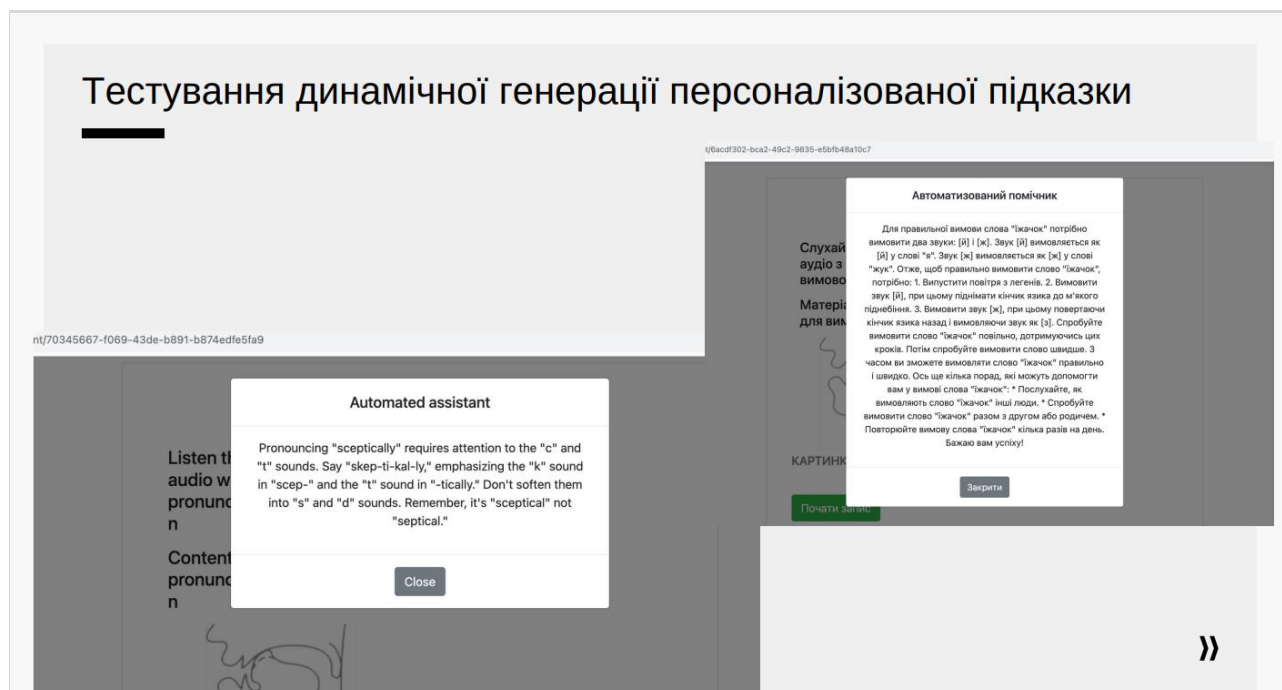 Тестування динамічної генерації персоналізованої підказки
t/6acdf302-bca2-49c2-9835-e5bfb48a10c7
Автоматизований помічник
Для правильної вимови слова "їжачок" потрібно
вимовити два звуки: [й] і [ж]. Звук [й] вимовляється як
[й] у слові "я". Звук [ж] вимовляється як [ж] у слові
"жук". Отже, щоб правильно вимовити слово "їжачок",
потрібно: 1. Випустити повітря з легенів. 2. Вимовити
звук [й], при цьому піднімати кінчик язика до м'якого
піднебіння. 3. Вимовити звук [ж], при цьому повертаючи
кінчик язика назад і вимовляючи звук як [з]. Спробуйте
вимовити слово "їжачок" повільно, дотримуючись цих
кроків. Потім спробуйте вимовити слово швидше. З
часом ви зможете вимовляти слово "їжачок" правильно
і швидко. Ось ще кілька порад, які можуть допомогти
вам у вимові слова "їжачок": * Послухайте, як
вимовляють слово "їжачок" інші люди. * Спробуйте
вимовити слово "їжачок" разом з другом або родичем. *
Повторюйте вимову слова "їжачок" кілька разів на день.
Бажаю вам успіху!
Закрити
Слухай
аудіо з
вимово
Матеріа
для вим
КАРТИНК
Почати запис
nt/70345667-f069-43de-b891-b874edfe5fa9
Automated assistant
Pronouncing "sceptically" requires attention to the "c" and
"t" sounds. Say "skep-ti-kal-ly," emphasizing the "k" sound
in "scep-" and the "t" sound in "-tically." Don't soften them
into "s" and "d" sounds. Remember, it's "sceptical" not
"septical."
Close
Listen th
audio w
pronunc
n
Content
pronunc
n